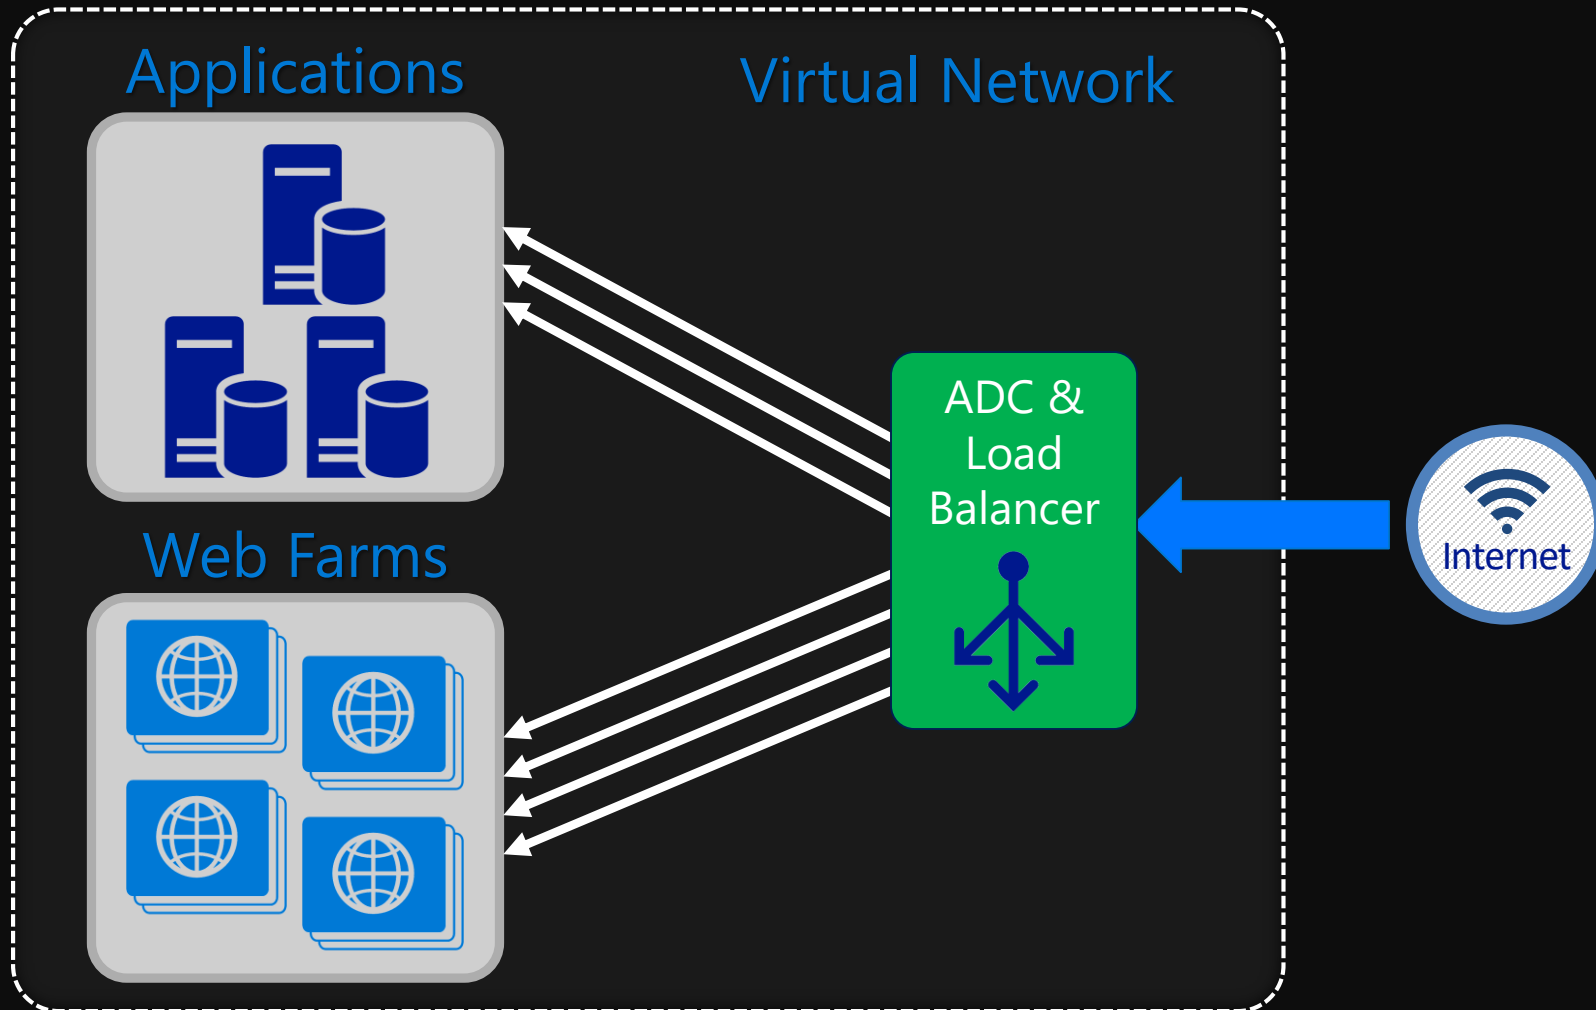 Applications
Virtual Network
ADC &
Load
Balancer
Internet
Web Farms